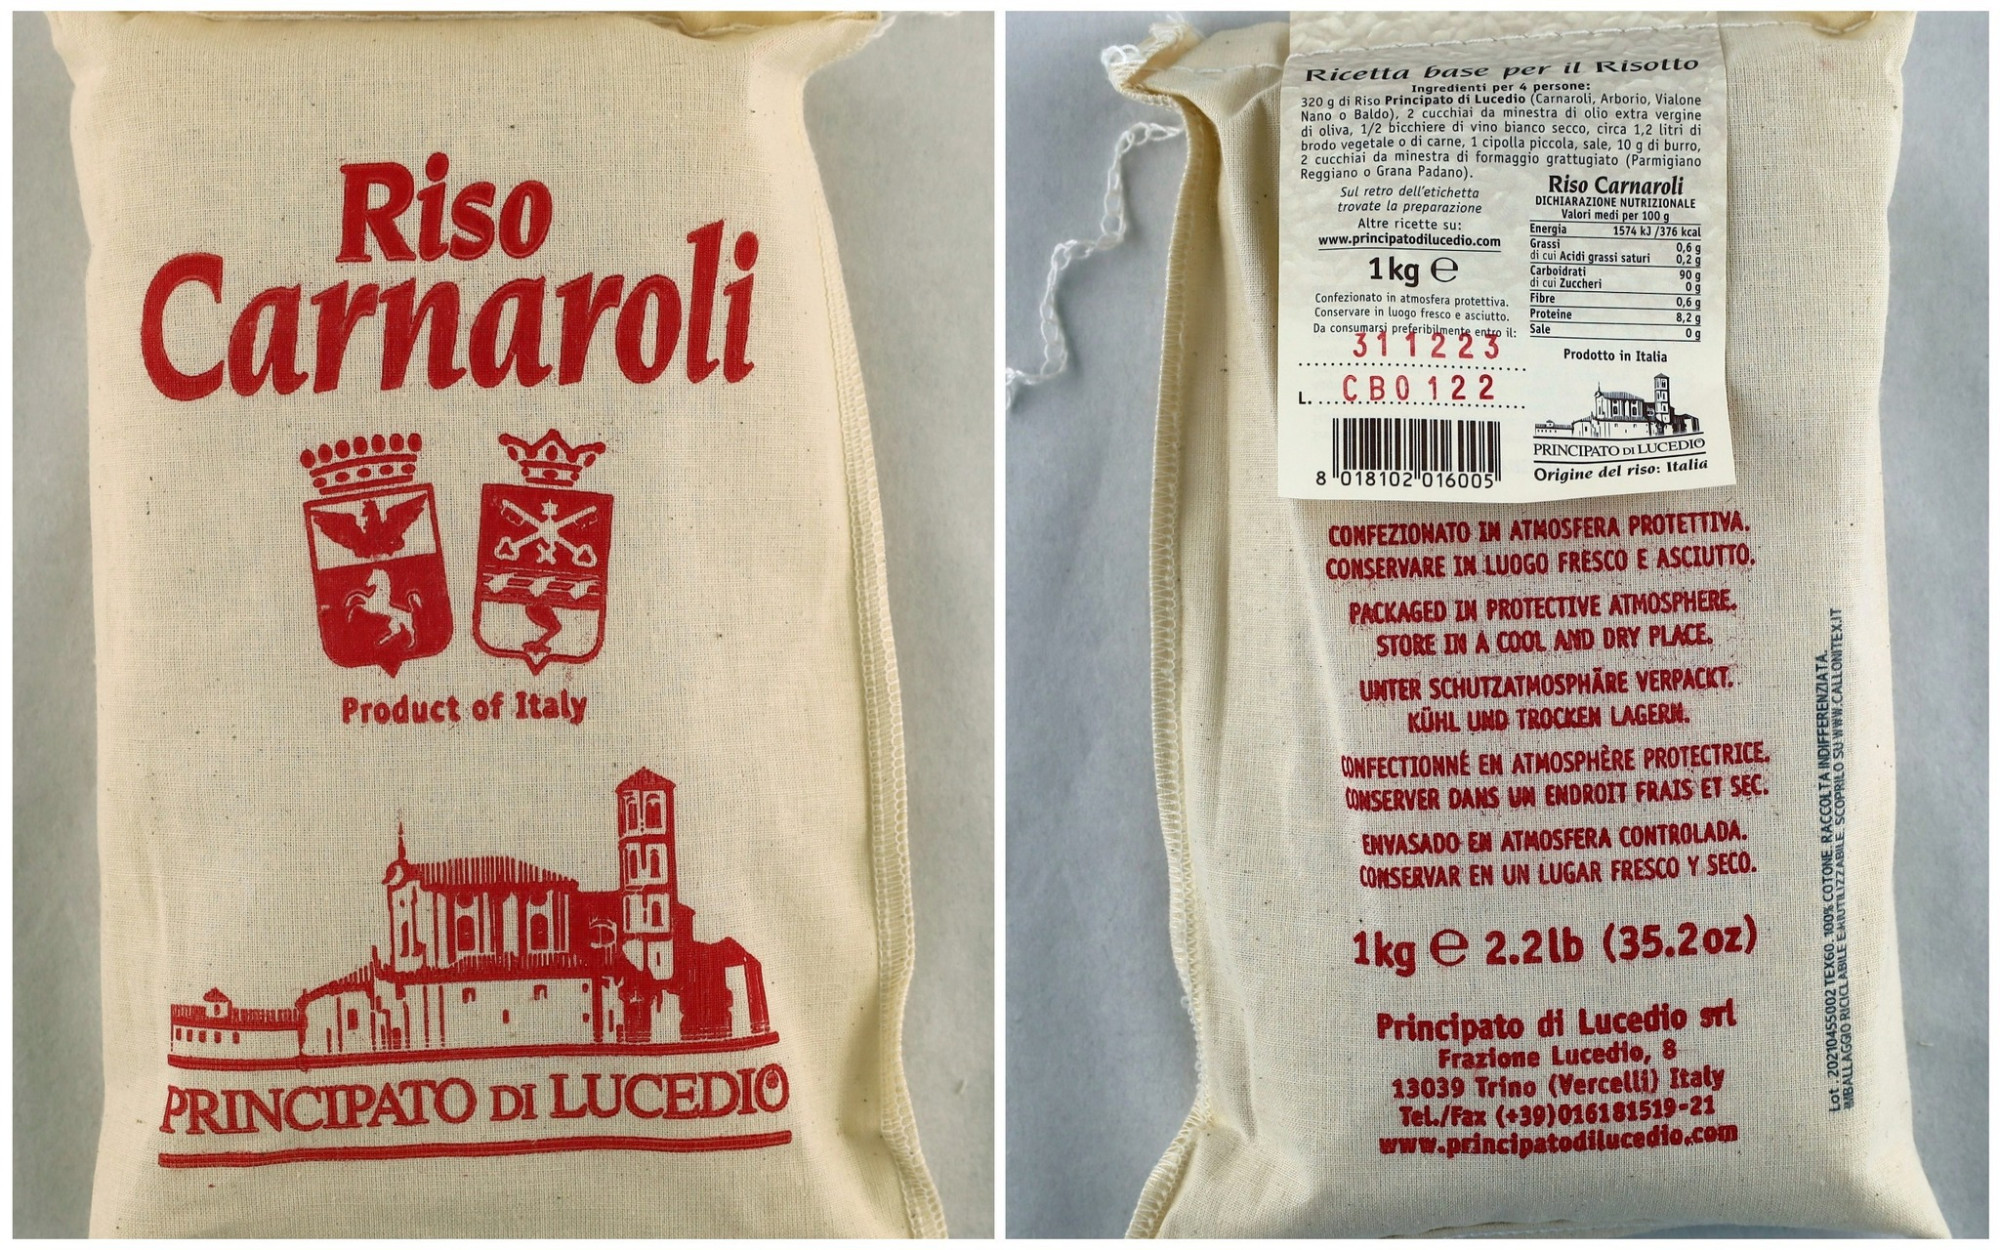 Riso
Carnaroli
Product of Italy
PRINCIPATO DI LUCEDIO
Ricetta base per il Risotto
Ingredienti per 4 persone:
320 g di Riso Principato di Lucedio (Carnaroli, Arborio, Vialone
Nano o Baldo), 2 cucchiai da minestra di olio extra vergine
di oliva, 1/2 bicchiere di vino bianco secco, circa 1,2 litri di
brodo vegetale o di carne, 1 cipolla piccola, sale, 10 g di burro,
2 cucchiai da minestra di formaggio grattugiato (Parmigiano
Reggiano o Grana Padano).
Sul retro dell'etichetta
trovate la preparazione
Altre ricette su:
www.principatodilucedio.com
1kg ℮
Confezionato in atmosfera protettiva.
Conservare in luogo fresco e asciutto.
Da consumarsi preferibilmente entro il:
311223
L. CB0122
8 018102 016005
Riso Carnaroli
DICHIARAZIONE NUTRIZIONALE
Valori medi per 100 g
Energia 1574 kJ /376 kcal
Grassi 0,6 g
di cui Acidi grassi saturi 0,2 g
Carboidrati 90 g
di cui Zuccheri 0 g
Fibre 0,6 g
Proteine 8,2 g
Sale 0 g
Prodotto in Italia
PRINCIPATO DI LUCEDIO
Origine del riso: Italia
CONFEZIONATO IN ATMOSFERA PROTETTIVA.
CONSERVARE IN LUOGO FRESCO E ASCIUTTO.
PACKAGED IN PROTECTIVE ATMOSPHERE.
STORE IN A COOL AND DRY PLACE.
UNTER SCHUTZATMOSPHÄRE VERPACKT.
KÜHL UND TROCKEN LAGERN.
CONFECTIONNÉ EN ATMOSPHÈRE PROTECTRICE.
CONSERVER DANS UN ENDROIT FRAIS ET SEC.
ENVASADO EN ATMOSFERA CONTROLADA.
CONSERVAR EN UN LUGAR FRESCO Y SECO.
1kg ℮ 2.2lb (35.2oz)
Principato di Lucedio srl
Frazione Lucedio, 8
13039 Trino (Vercelli) Italy
Tel./Fax (+39)016181519-21
www.principatodilucedio.com
Lot.: 20210455002 TEX60. 100% COTONE. RACCOLTA INDIFFERENZIATA.
IMBALLAGGIO RICICLABILE E RIUTILIZZABILE. SCOPRILO SU WWW.CALLONITEX.IT